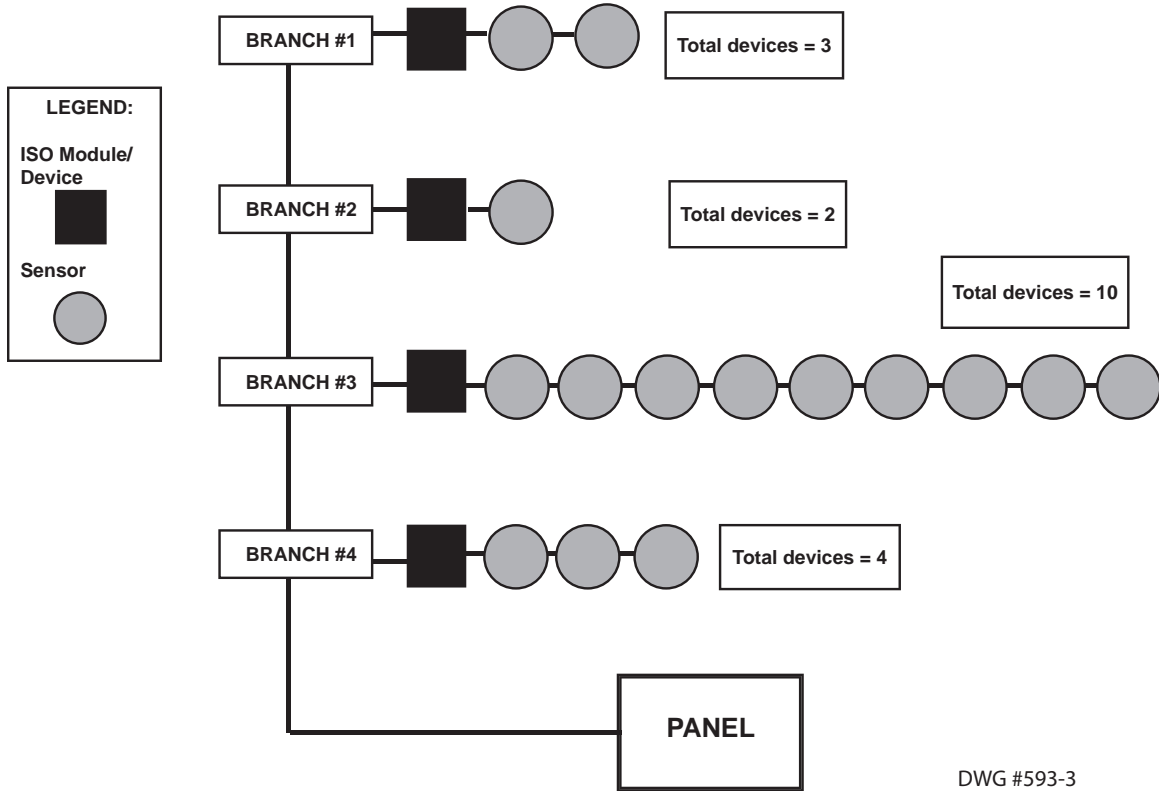 BRANCH #1
Total devices = 3
LEGEND:
ISO Module/
Device
Sensor
BRANCH #2
Total devices = 2
Total devices = 10
BRANCH #3
BRANCH #4
Total devices = 4
PANEL
DWG #593-3